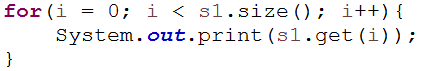 for(i = 0; i < s1.size(); i++){
    System.out.print(s1.get(i));
}